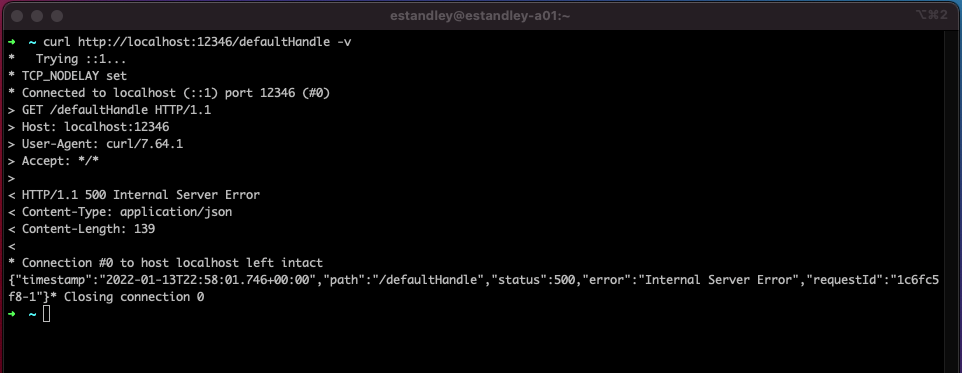 estandley@estandley-a01:~
⌥⌘2
➜ ~ curl http://localhost:12346/defaultHandle -v
*   Trying ::1...
* TCP_NODELAY set
* Connected to localhost (::1) port 12346 (#0)
> GET /defaultHandle HTTP/1.1
> Host: localhost:12346
> User-Agent: curl/7.64.1
> Accept: */*
>
< HTTP/1.1 500 Internal Server Error
< Content-Type: application/json
< Content-Length: 139
<
* Connection #0 to host localhost left intact
{"timestamp":"2022-01-13T22:58:01.746+00:00","path":"/defaultHandle","status":500,"error":"Internal Server Error","requestId":"1c6fc5
f8-1"}* Closing connection 0
➜ ~